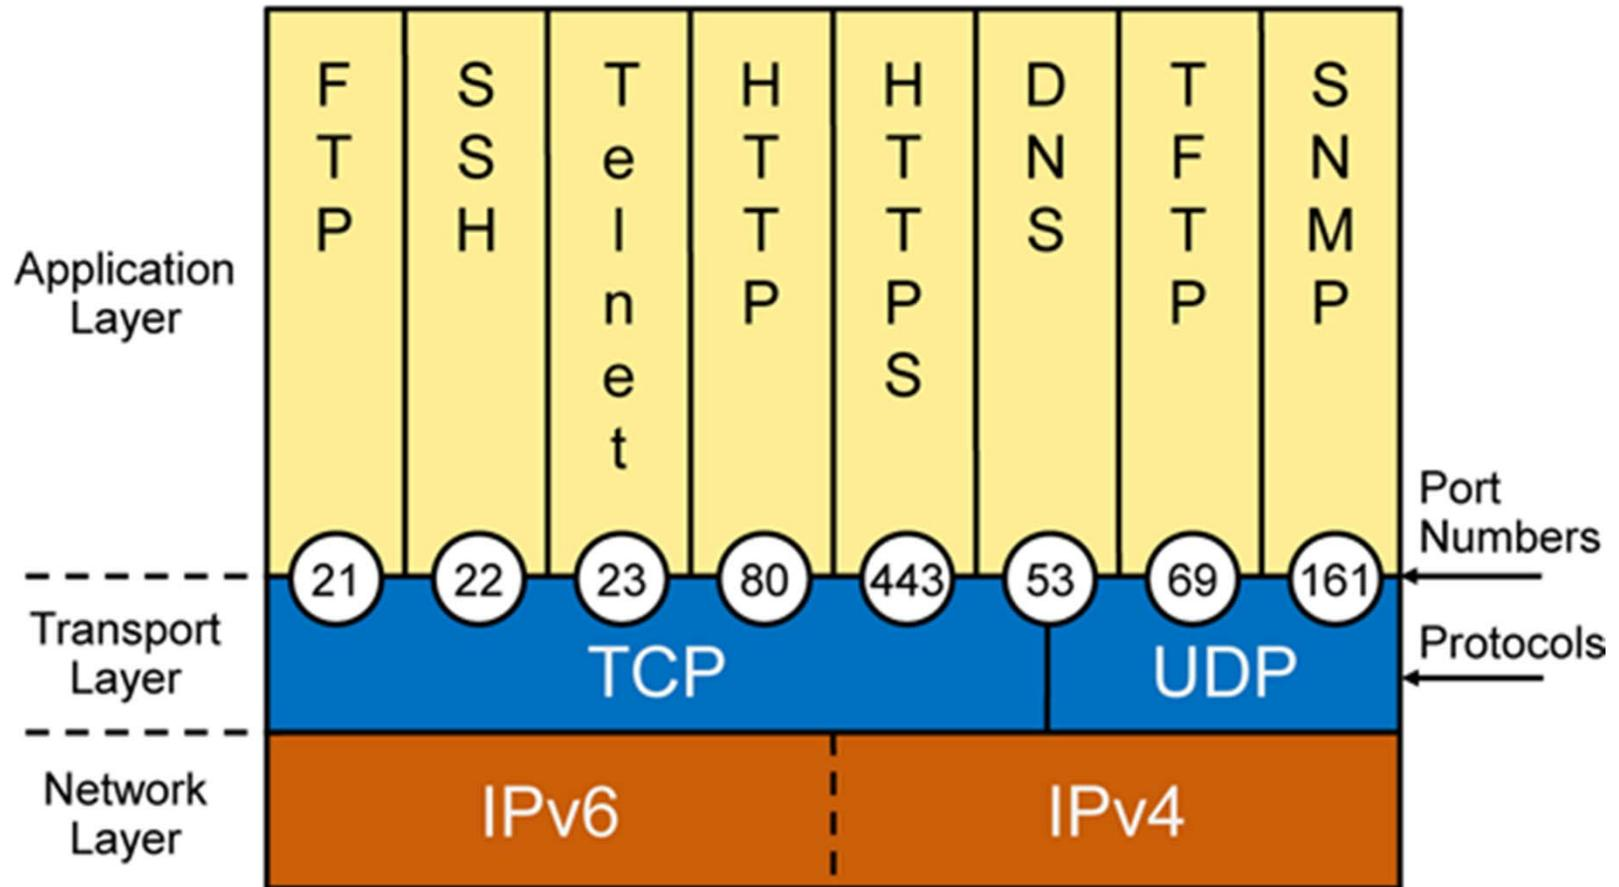 FTP
SSH
Telnet
HTTP
HTTPS
DNS
TFTP
SNMP
Application
Layer
Port
Numbers
21 22 23 80 443 53 69 161
Transport
Layer
TCP UDP
Protocols
Network
Layer
IPv6 IPv4